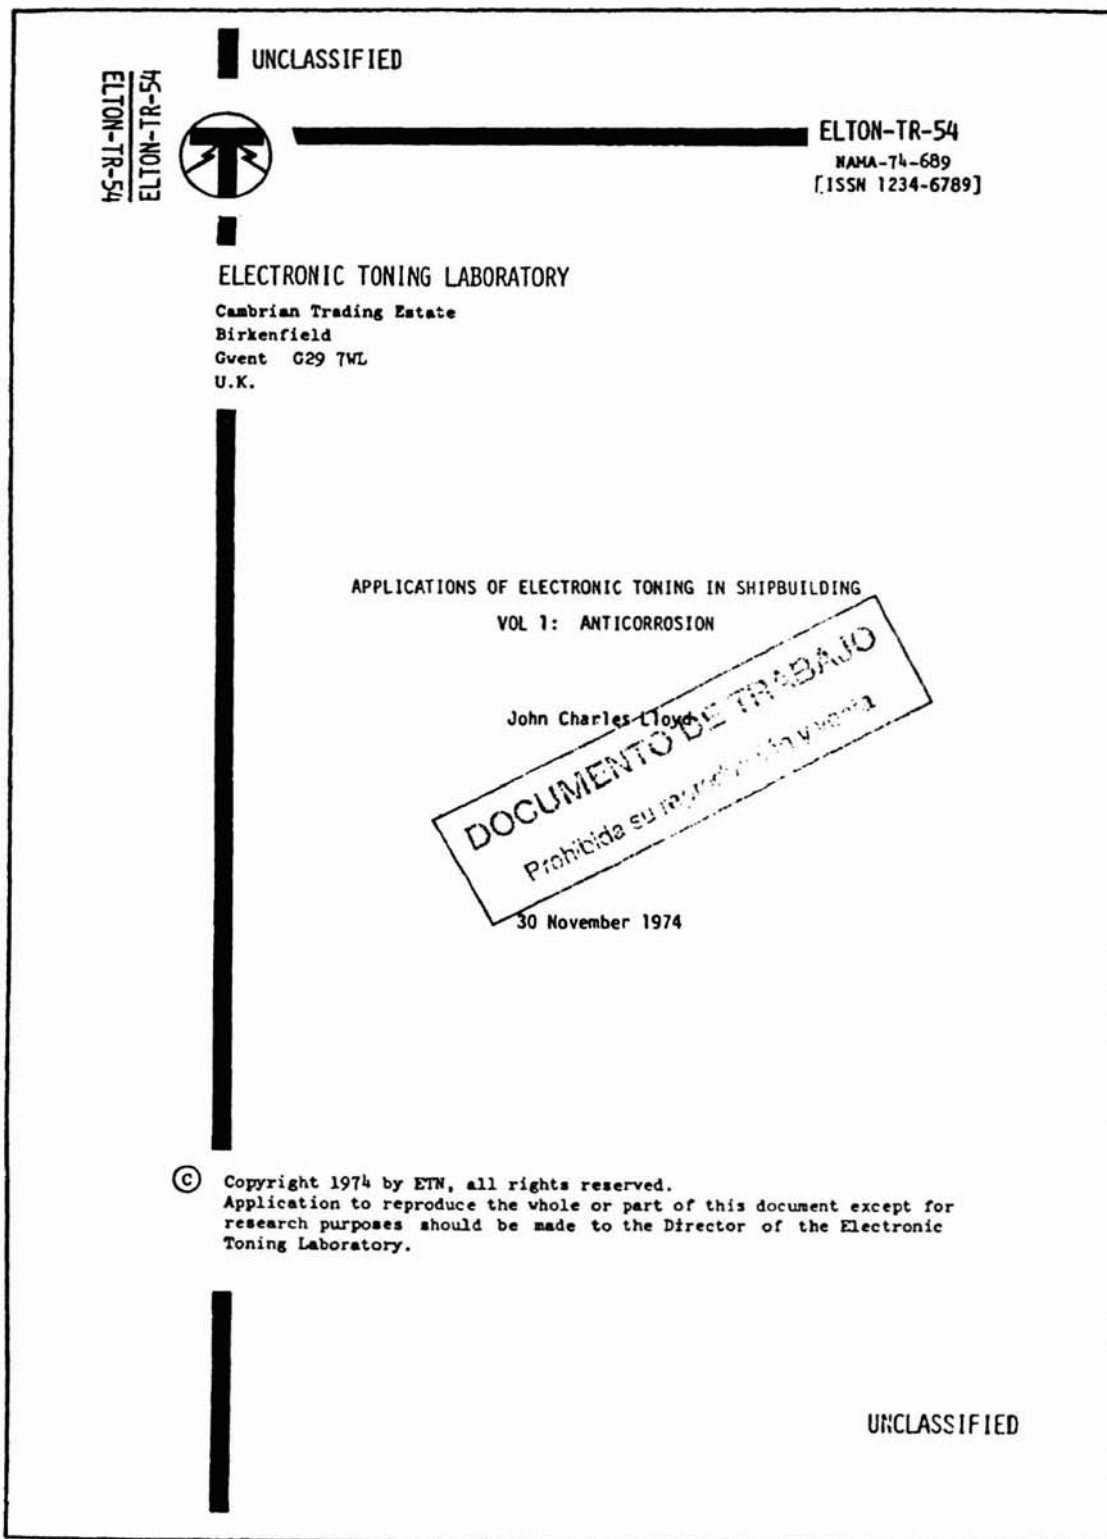 UNCLASSIFIED
ELTON-TR-54
ELTON-TR-54
ELTON-TR-54
NAMA-74-689
[ISSN 1234-6789]
ELECTRONIC TONING LABORATORY
Cambrian Trading Estate
Birkenfield
Gwent G29 7WL
U.K.
APPLICATIONS OF ELECTRONIC TONING IN SHIPBUILDING
VOL 1: ANTICORROSION
John Charles Lloyd
DOCUMENTO DE TRABAJO
Prohibida su reproducción y venta
30 November 1974
© Copyright 1974 by ETN, all rights reserved.
Application to reproduce the whole or part of this document except for
research purposes should be made to the Director of the Electronic
Toning Laboratory.
UNCLASSIFIED